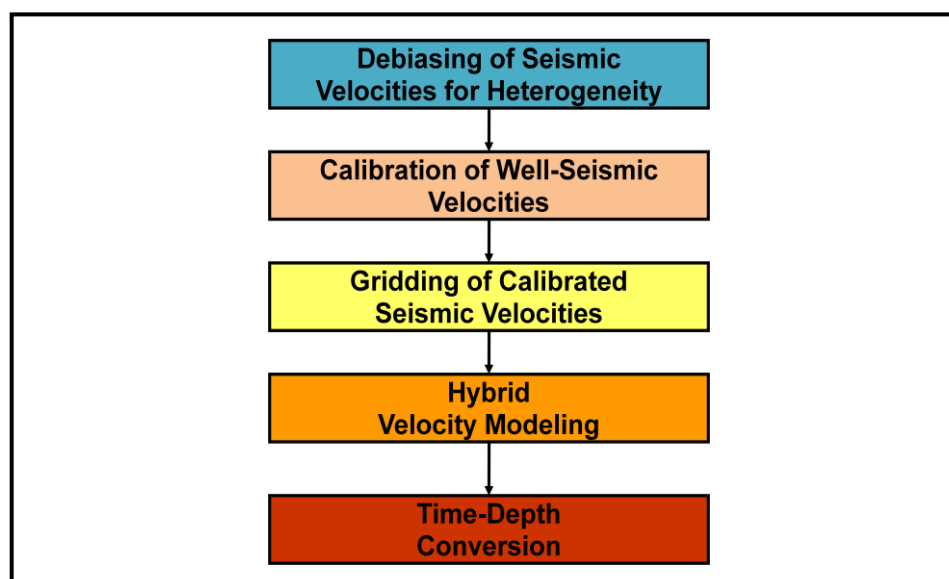 Debiasing of Seismic
Velocities for Heterogeneity
Calibration of Well-Seismic
Velocities
Gridding of Calibrated
Seismic Velocities
Hybrid
Velocity Modeling
Time-Depth
Conversion